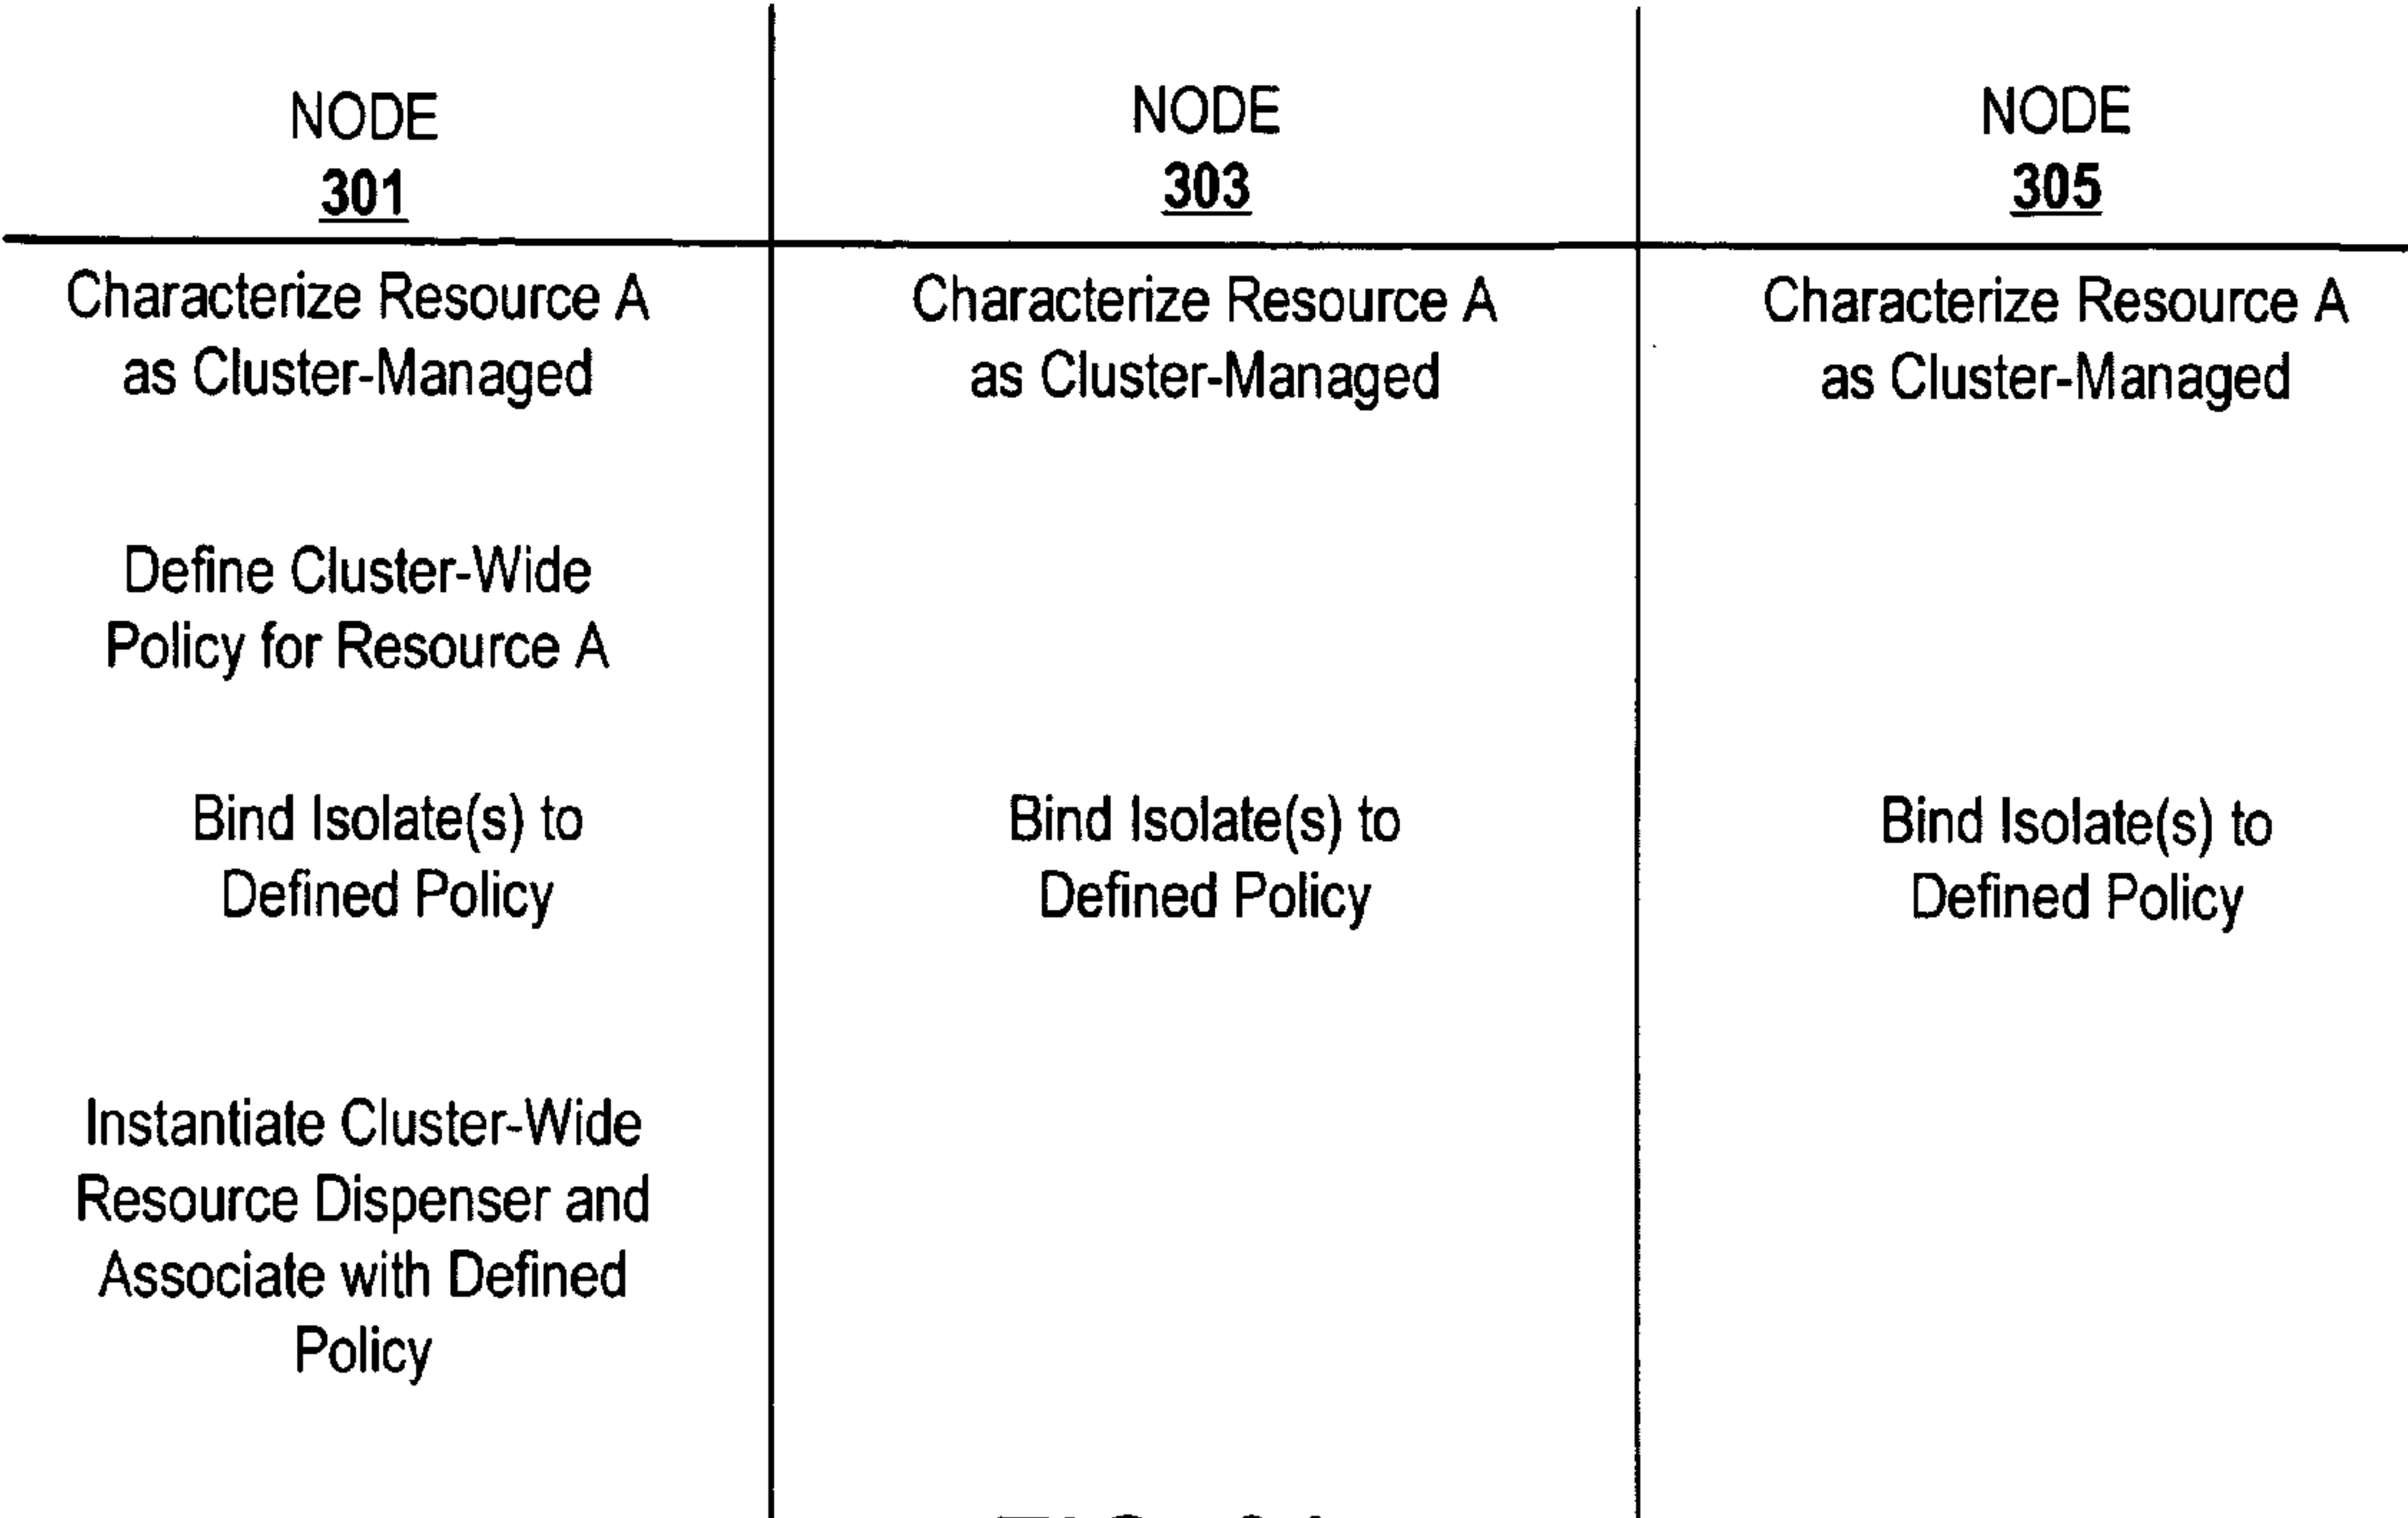 NODE
301
NODE
303
NODE
305
Characterize Resource A
as Cluster-Managed
Characterize Resource A
as Cluster-Managed
Characterize Resource A
as Cluster-Managed
Define Cluster-Wide
Policy for Resource A
Bind Isolate(s) to
Defined Policy
Bind Isolate(s) to
Defined Policy
Bind Isolate(s) to
Defined Policy
Instantiate Cluster-Wide
Resource Dispenser and
Associate with Defined
Policy